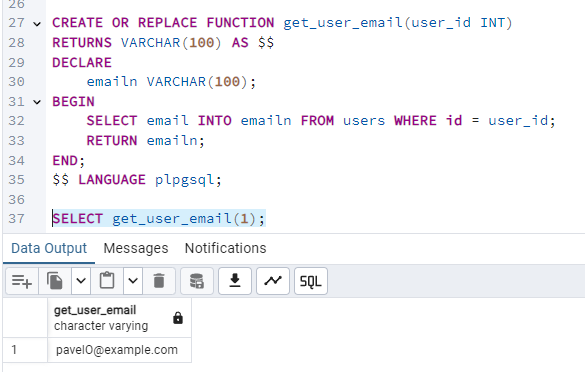 26
27 CREATE OR REPLACE FUNCTION get_user_email(user_id INT)
28 RETURNS VARCHAR(100) AS $$
29 DECLARE
30     emailn VARCHAR(100);
31 BEGIN
32     SELECT email INTO emailn FROM users WHERE id = user_id;
33     RETURN emailn;
34 END;
35 $$ LANGUAGE plpgsql;
36
37 SELECT get_user_email(1);
Data Output Messages Notifications
SQL
get_user_email
character varying
1 pavelO@example.com